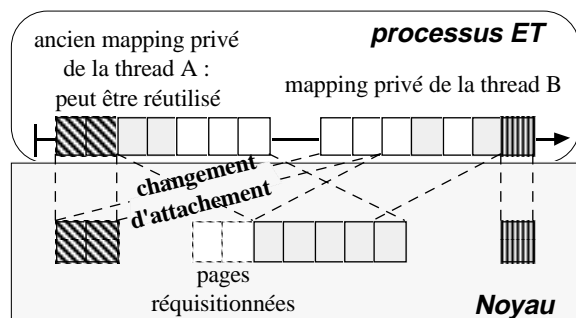 processus ET
ancien mapping privé
de la thread A :
peut être réutilisé
mapping privé de la thread B
changement
d'attachement
pages
réquisitionnées
Noyau